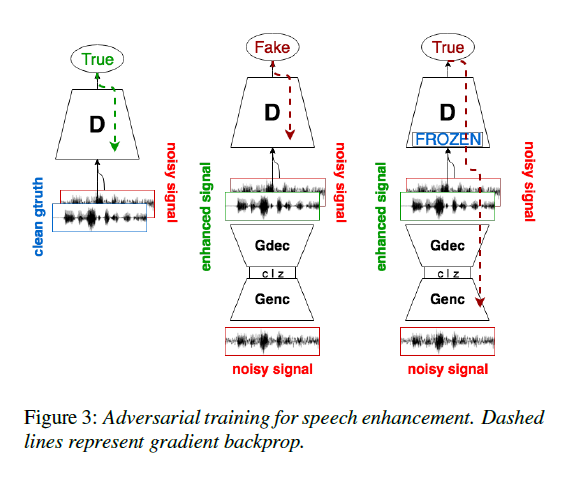 True
D
clean gtruth
noisy signal
Fake
D
enhanced signal
noisy signal
Gdec
c z
Genc
noisy signal
True
D
FROZEN
enhanced signal
noisy signal
Gdec
c z
Genc
noisy signal
Figure 3: Adversarial training for speech enhancement. Dashed
lines represent gradient backprop.